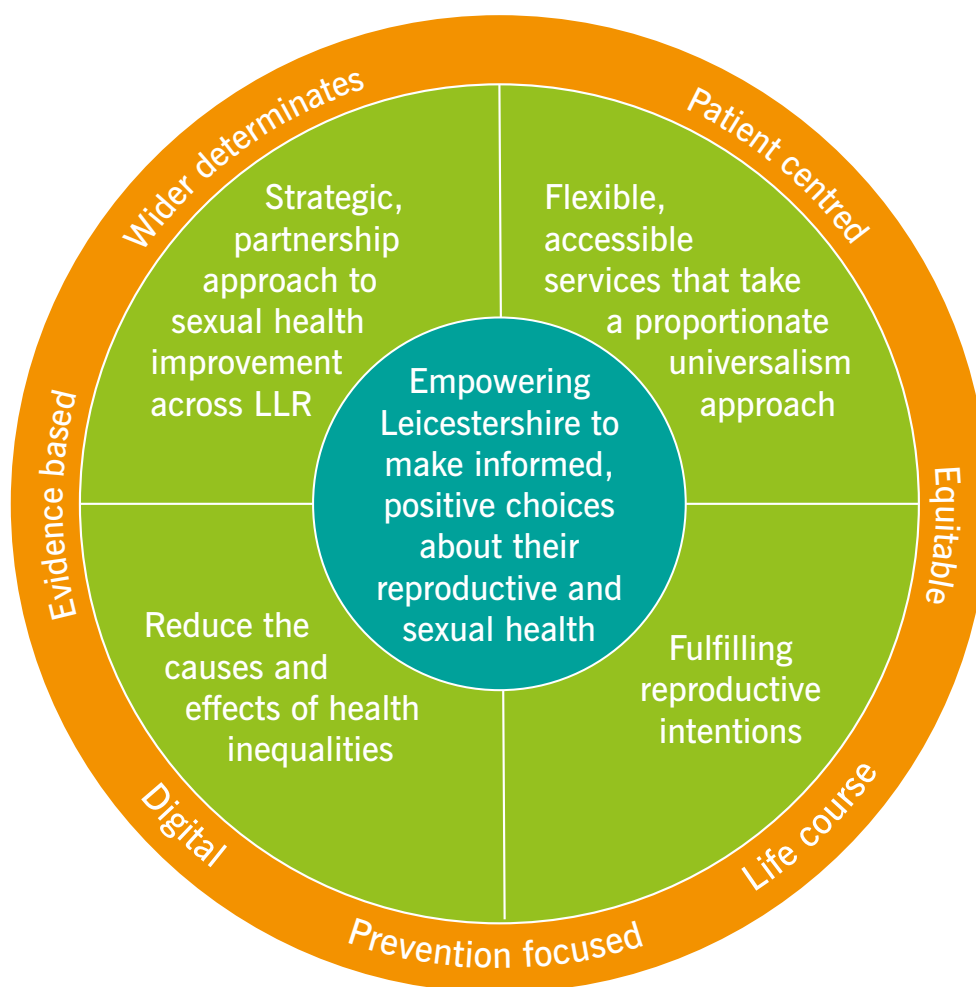 Wider determinates
Patient centred
Equitable
Life course
Prevention focused
Digital
Evidence based
Strategic,
partnership
approach to
sexual health
improvement
across LLR
Flexible,
accessible
services that take
a proportionate
universalism
approach
Empowering
Leicestershire to
make informed,
positive choices
about their
reproductive and
sexual health
Reduce the
causes and
effects of health
inequalities
Fulfilling
reproductive
intentions